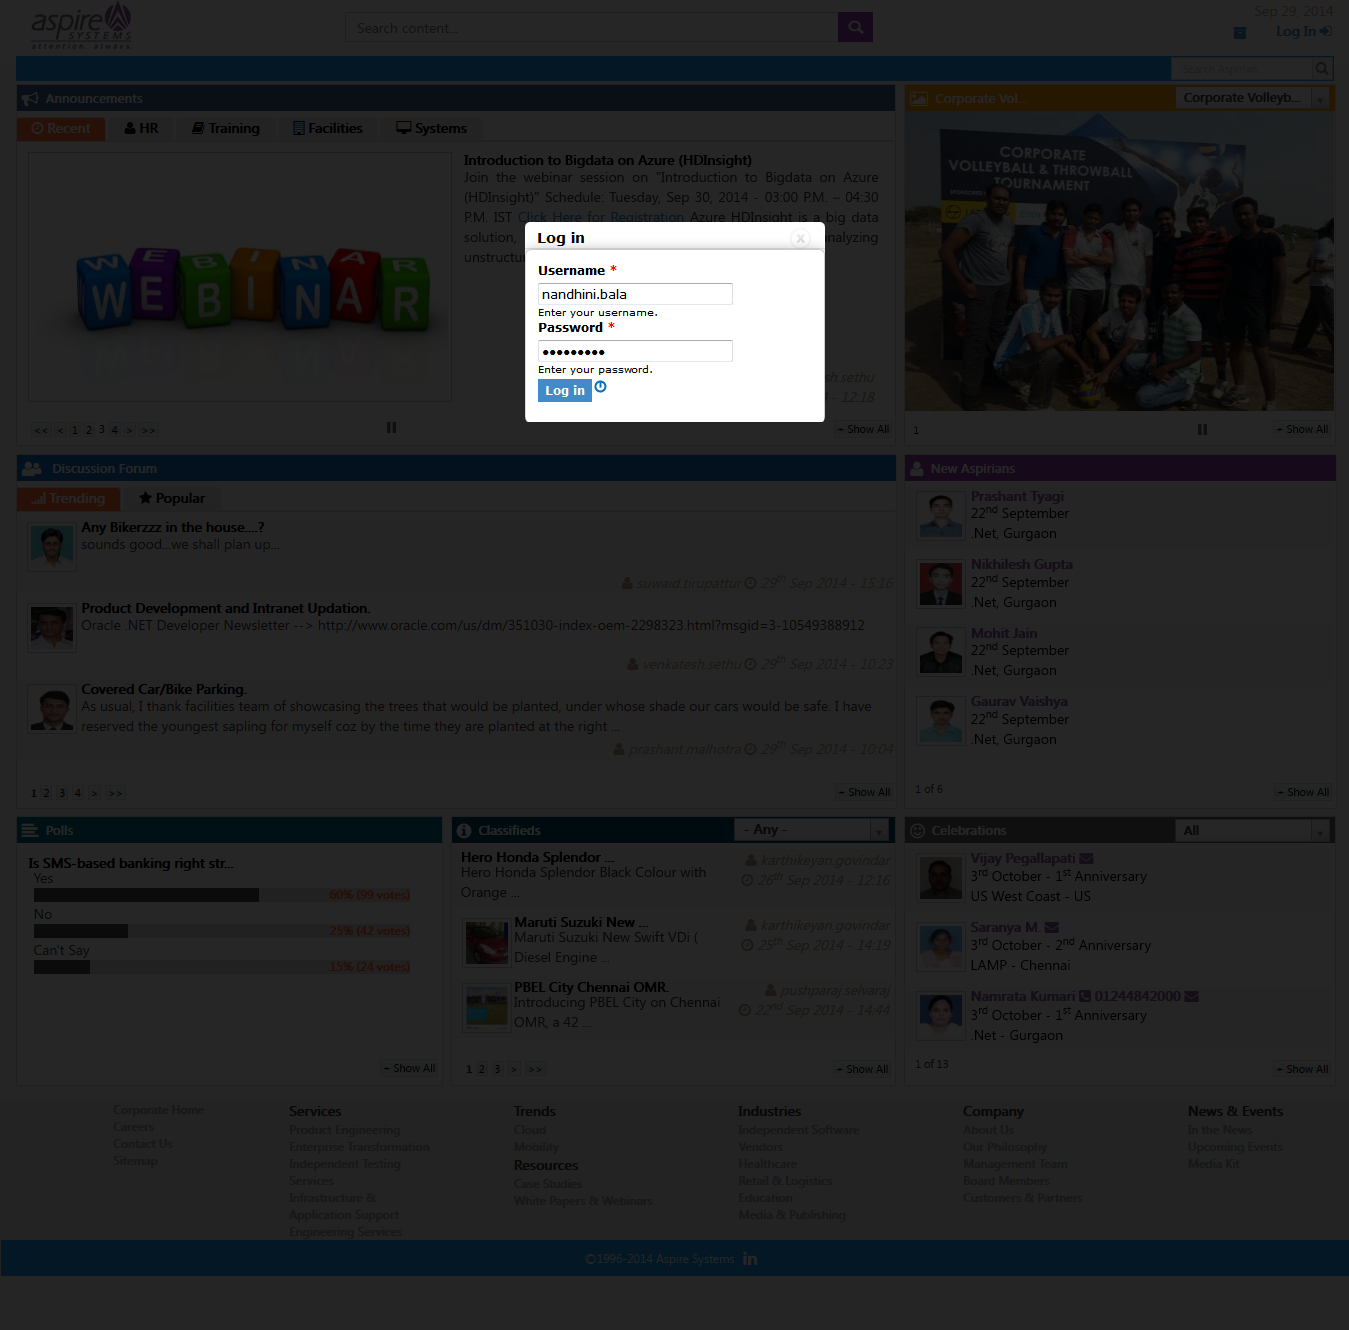 aspire
SYSTEMS
attention. always.
Search content...
Sep 29, 2014
Log In
Search Aspirian
Announcements
Recent
HR
Training
Facilities
Systems
WEBINAR
Introduction to Bigdata on Azure (HDInsight)
Join the webinar session on "Introduction to Bigdata on Azure
(HDInsight)" Schedule: Tuesday, Sep 30, 2014 - 03:00 P.M. – 04:30
P.M. IST Click Here for Registration Azure HDInsight is a big data
solution,
unstructu
<< < 1 2 3 4 > >>
- Show All
Corporate Vol...
Corporate Volleyb...
CORPORATE
VOLLEYBALL & THROWBALL
TOURNAMENT
1
- Show All
Log in
x
Username *
nandhini.bala
Enter your username.
Password *
•••••••••
Enter your password.
Log in
sh.sethu
- 12:18
Discussion Forum
Trending
Popular
Any Bikerzzz in the house....?
sounds good...we shall plan up...
suwaid.tirupattur 29th Sep 2014 - 15:16
Product Development and Intranet Updation.
Oracle .NET Developer Newsletter --> http://www.oracle.com/us/dm/351030-index-oem-2298323.html?msgid=3-10549388912
venkatesh.sethu 29th Sep 2014 - 10:23
Covered Car/Bike Parking.
As usual, I thank facilities team of showcasing the trees that would be planted, under whose shade our cars would be safe. I have
reserved the youngest sapling for myself coz by the time they are planted at the right ...
prashant.malhotra 29th Sep 2014 - 10:04
1 2 3 4 > >>
- Show All
New Aspirians
Prashant Tyagi
22nd September
.Net, Gurgaon
Nikhilesh Gupta
22nd September
.Net, Gurgaon
Mohit Jain
22nd September
.Net, Gurgaon
Gaurav Vaishya
22nd September
.Net, Gurgaon
1 of 6
- Show All
Polls
Is SMS-based banking right str...
Yes
60% (99 votes)
No
25% (42 votes)
Can't Say
15% (24 votes)
- Show All
Classifieds
- Any -
Hero Honda Splendor ...
Hero Honda Splendor Black Colour with
Orange ...
karthikeyan.govindar
26th Sep 2014 - 12:16
Maruti Suzuki New ...
Maruti Suzuki New Swift VDi (
Diesel Engine ...
karthikeyan.govindar
25th Sep 2014 - 14:19
PBEL City Chennai OMR.
Introducing PBEL City on Chennai
OMR, a 42 ...
pushparaj.selvaraj
22nd Sep 2014 - 14:44
1 2 3 > >>
- Show All
Celebrations
All
Vijay Pegallapati
3rd October - 1st Anniversary
US West Coast - US
Saranya M.
3rd October - 2nd Anniversary
LAMP - Chennai
Namrata Kumari 01244842000
3rd October - 1st Anniversary
.Net - Gurgaon
1 of 13
- Show All
Corporate Home
Careers
Contact Us
Sitemap
Services
Product Engineering
Enterprise Transformation
Independent Testing
Services
Infrastructure &
Application Support
Engineering Services
Trends
Cloud
Mobility
Resources
Case Studies
White Papers & Webinars
Industries
Independent Software
Vendors
Healthcare
Retail & Logistics
Education
Media & Publishing
Company
About Us
Our Philosophy
Management Team
Board Members
Customers & Partners
News & Events
In the News
Upcoming Events
Media Kit
©1996-2014 Aspire Systems in